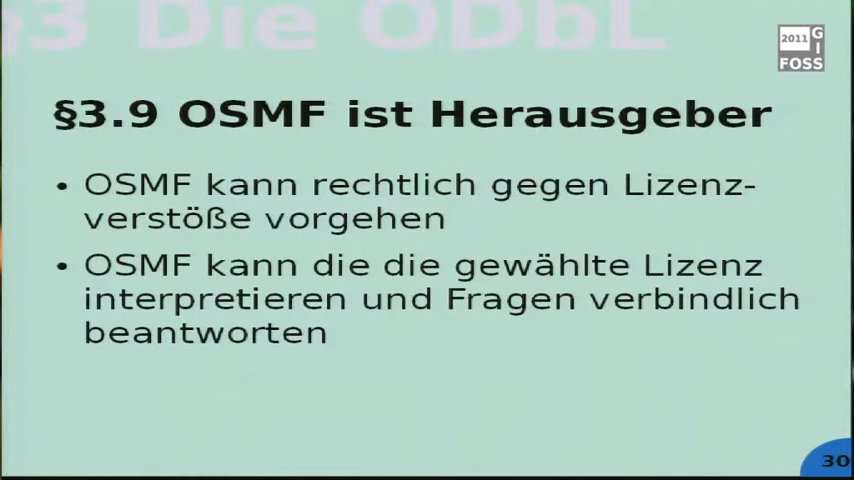 §3 Die ODbL
2011 GI
FOSS
§3.9 OSMF ist Herausgeber
• OSMF kann rechtlich gegen Lizenz-
verstöße vorgehen
• OSMF kann die die gewählte Lizenz
interpretieren und Fragen verbindlich
beantworten
30